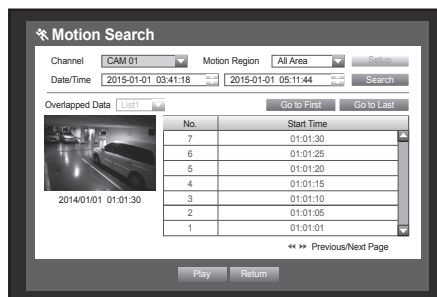 Motion Search
Channel CAM 01 Motion Region All Area Setup
Date/Time 2015-01-01 03:41:18 2015-01-01 05:11:44 Search
Overlapped Data List1 Go to First Go to Last
No. Start Time
7 01:01:30
6 01:01:25
5 01:01:20
4 01:01:15
3 01:01:10
2 01:01:05
1 01:01:01
2014/01/01 01:01:30
Previous/Next Page
Play Return